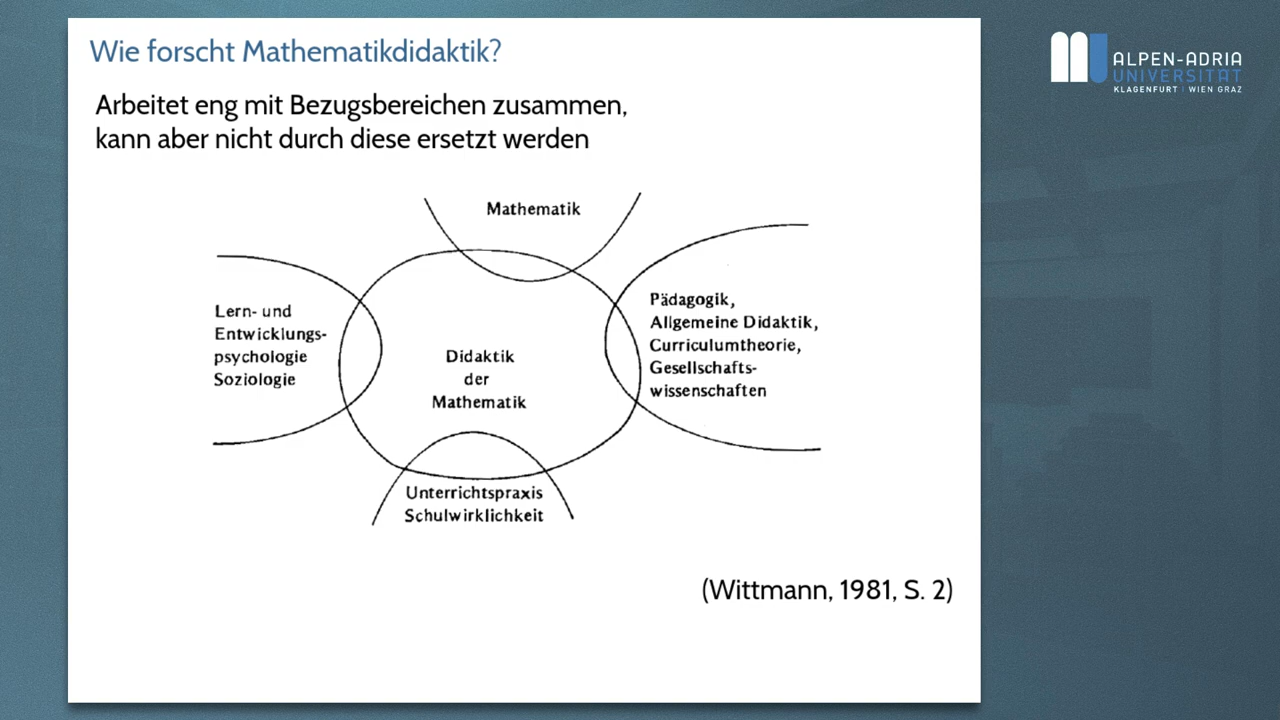 Wie forscht Mathematikdidaktik?
Arbeitet eng mit Bezugsbereichen zusammen,
kann aber nicht durch diese ersetzt werden
Mathematik
Lern- und
Entwicklungs-
psychologie
Soziologie
Didaktik
der
Mathematik
Pädagogik,
Allgemeine Didaktik,
Curriculumtheorie,
Gesellschafts-
wissenschaften
Unterrichtspraxis
Schulwirklichkeit
(Wittmann, 1981, S. 2)
ALPEN-ADRIA
UNIVERSITÄT
KLAGENFURT | WIEN GRAZ